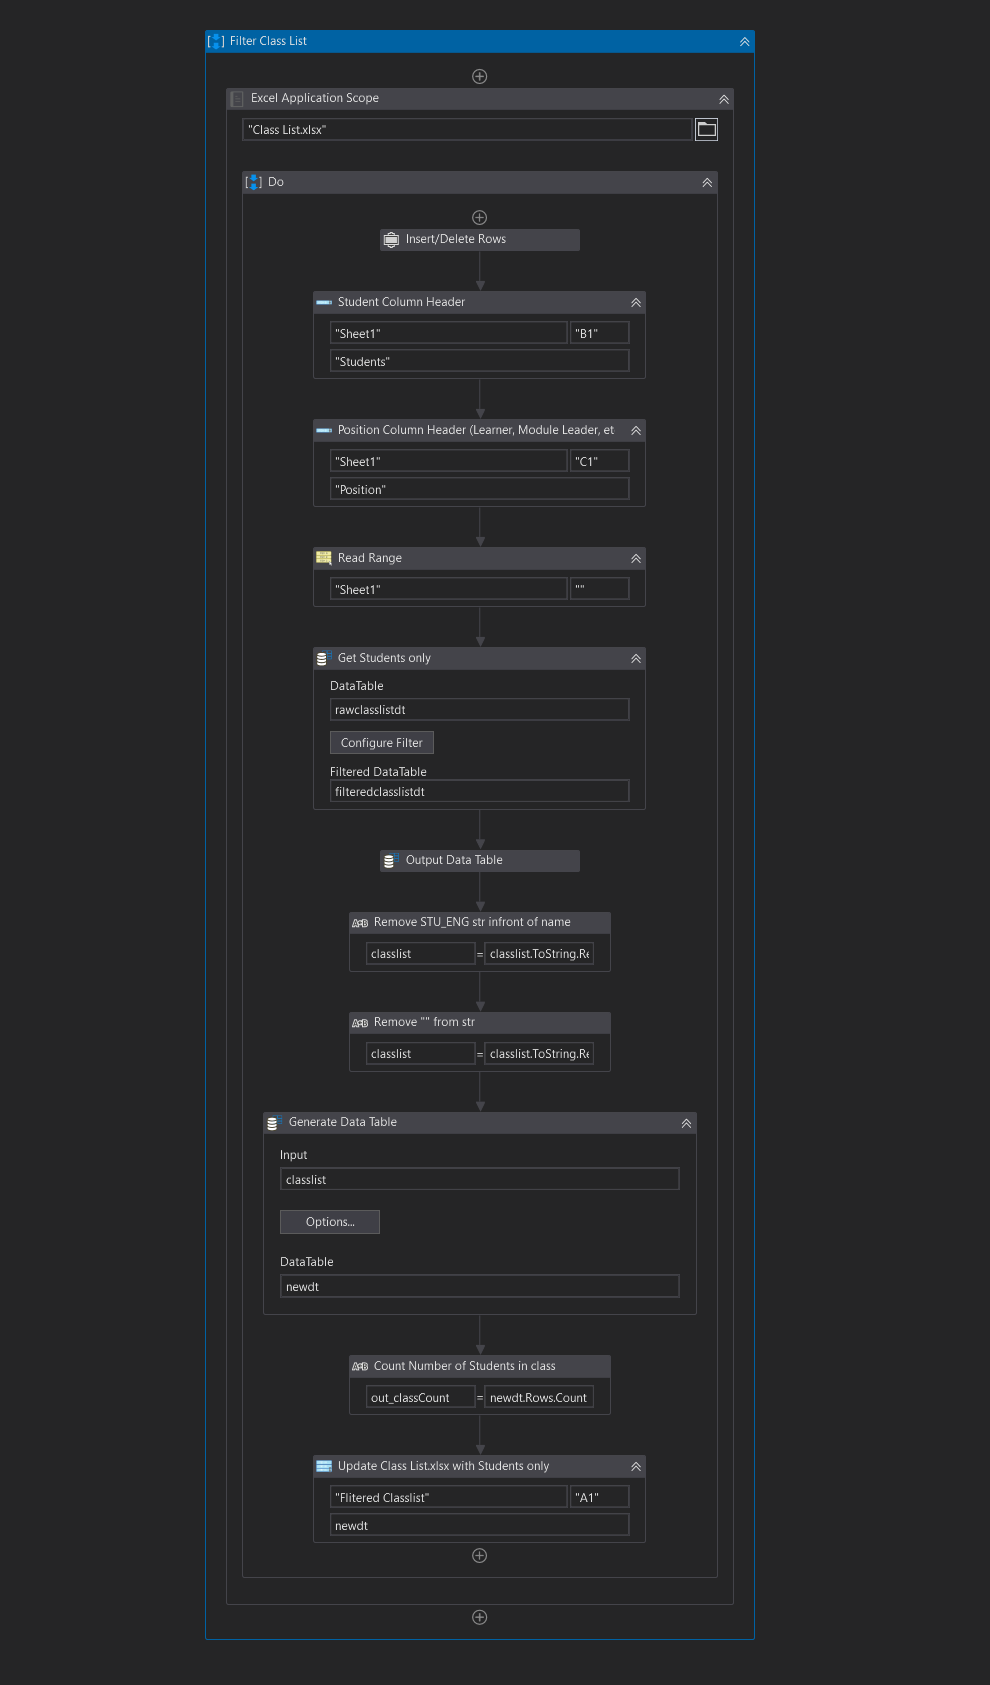 Filter Class List
Excel Application Scope
"Class List.xlsx"
Do
Insert/Delete Rows
Student Column Header
"Sheet1" "B1"
"Students"
Position Column Header (Learner, Module Leader, et
"Sheet1" "C1"
"Position"
Read Range
"Sheet1" ""
Get Students only
DataTable
rawclasslistdt
Configure Filter
Filtered DataTable
filteredclasslistdt
Output Data Table
A+B Remove STU_ENG str infront of name
classlist = classlist.ToString.Re
A+B Remove "" from str
classlist = classlist.ToString.Re
Generate Data Table
Input
classlist
Options...
DataTable
newdt
A+B Count Number of Students in class
out_classCount = newdt.Rows.Count
Update Class List.xlsx with Students only
"Flitered Classlist" "A1"
newdt